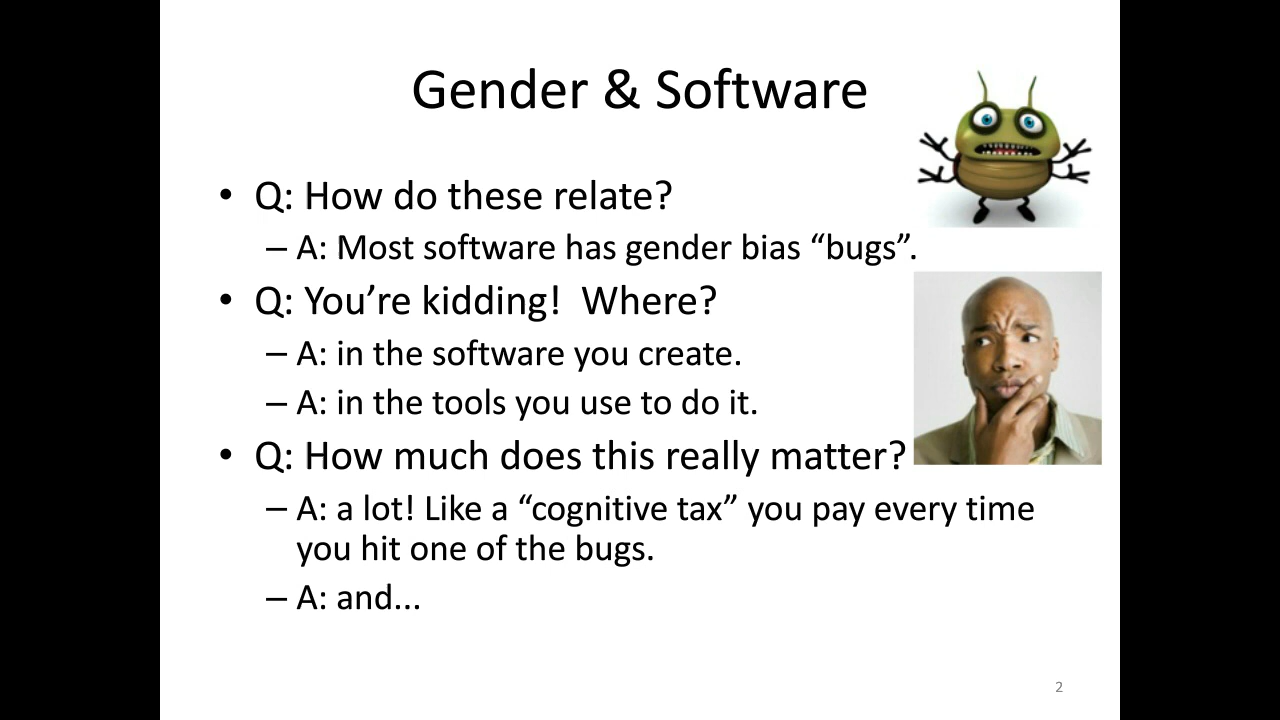 Gender & Software
• Q: How do these relate?
– A: Most software has gender bias “bugs”.
• Q: You’re kidding!  Where?
– A: in the software you create.
– A: in the tools you use to do it.
• Q: How much does this really matter?
– A: a lot! Like a “cognitive tax” you pay every time
you hit one of the bugs.
– A: and...
2